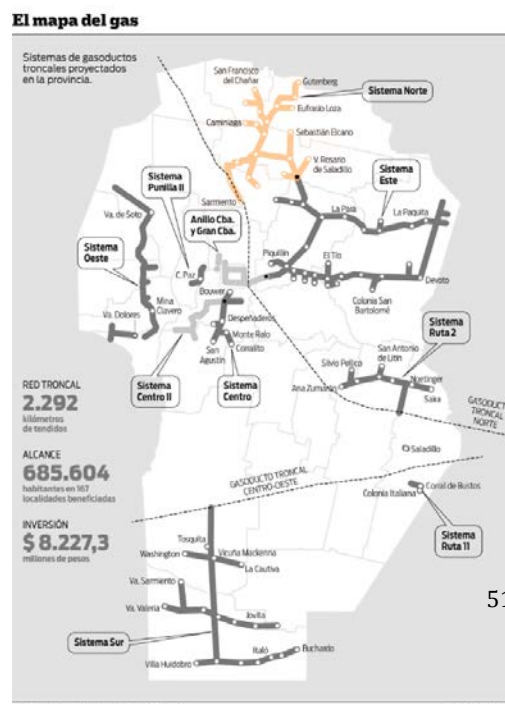 El mapa del gas
Sistemas de gasoductos
troncales proyectados
en la provincia.
San Francisco
del Chañar
Gutenberg
Sistema Norte
Eufrasio Loza
Caminiaga
Sebastián Elcano
V. Rosario
de Saladillo
Sistema
Punilla II
Sistema
Este
Sarmiento
La Para
La Paquita
Va. de Soto
Anillo Cba.
y Gran Cba.
Sistema
Oeste
Piquillín
El Tío
C. Paz
Bouwer
Devoto
Mina
Clavero
Colonia San
Bartolomé
Va. Dolores
Despeñaderos
Monte Ralo
San
Agustín
Corralito
Sistema
Ruta 2
San Antonio
de Litín
Silvio Pellico
Noetinger
Ana Zumarán
Saira
Sistema
Centro II
Sistema
Centro
RED TRONCAL
2.292
kilómetros
de tendidos
GASODUCTO
TRONCAL
NORTE
Saladillo
ALCANCE
685.604
habitantes en 167
localidades beneficiadas
GASODUCTO TRONCAL
CENTRO-OESTE
Corral de Bustos
Colonia Italiana
INVERSIÓN
$ 8.227,3
millones de pesos
Sistema
Ruta 11
Tosquita
Washington
Vicuña Mackenna
La Cautiva
Va. Sarmiento
51
Va. Valeria
Jovita
Sistema Sur
Italó
Buchardo
Villa Huidobro